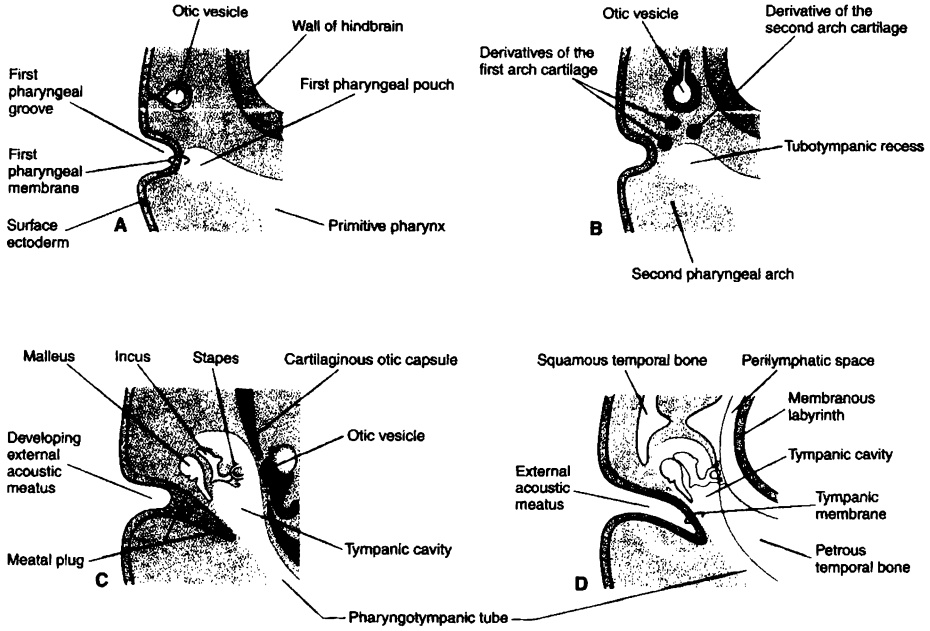 Otic vesicle
Wall of hindbrain
First
pharyngeal
groove
First pharyngeal pouch
First
pharyngeal
membrane
Surface
ectoderm
A
Primitive pharynx
Otic vesicle
Derivative of the
second arch cartilage
Derivatives of the
first arch cartilage
Tubotympanic recess
B
Second pharyngeal arch
Malleus
Incus
Stapes
Cartilaginous otic capsule
Developing
external
acoustic
meatus
Otic vesicle
Meatal plug
C
Tympanic cavity
Squamous temporal bone
Perilymphatic space
Membranous
labyrinth
Tympanic cavity
External
acoustic
meatus
Tympanic
membrane
D
Petrous
temporal bone
Pharyngotympanic tube